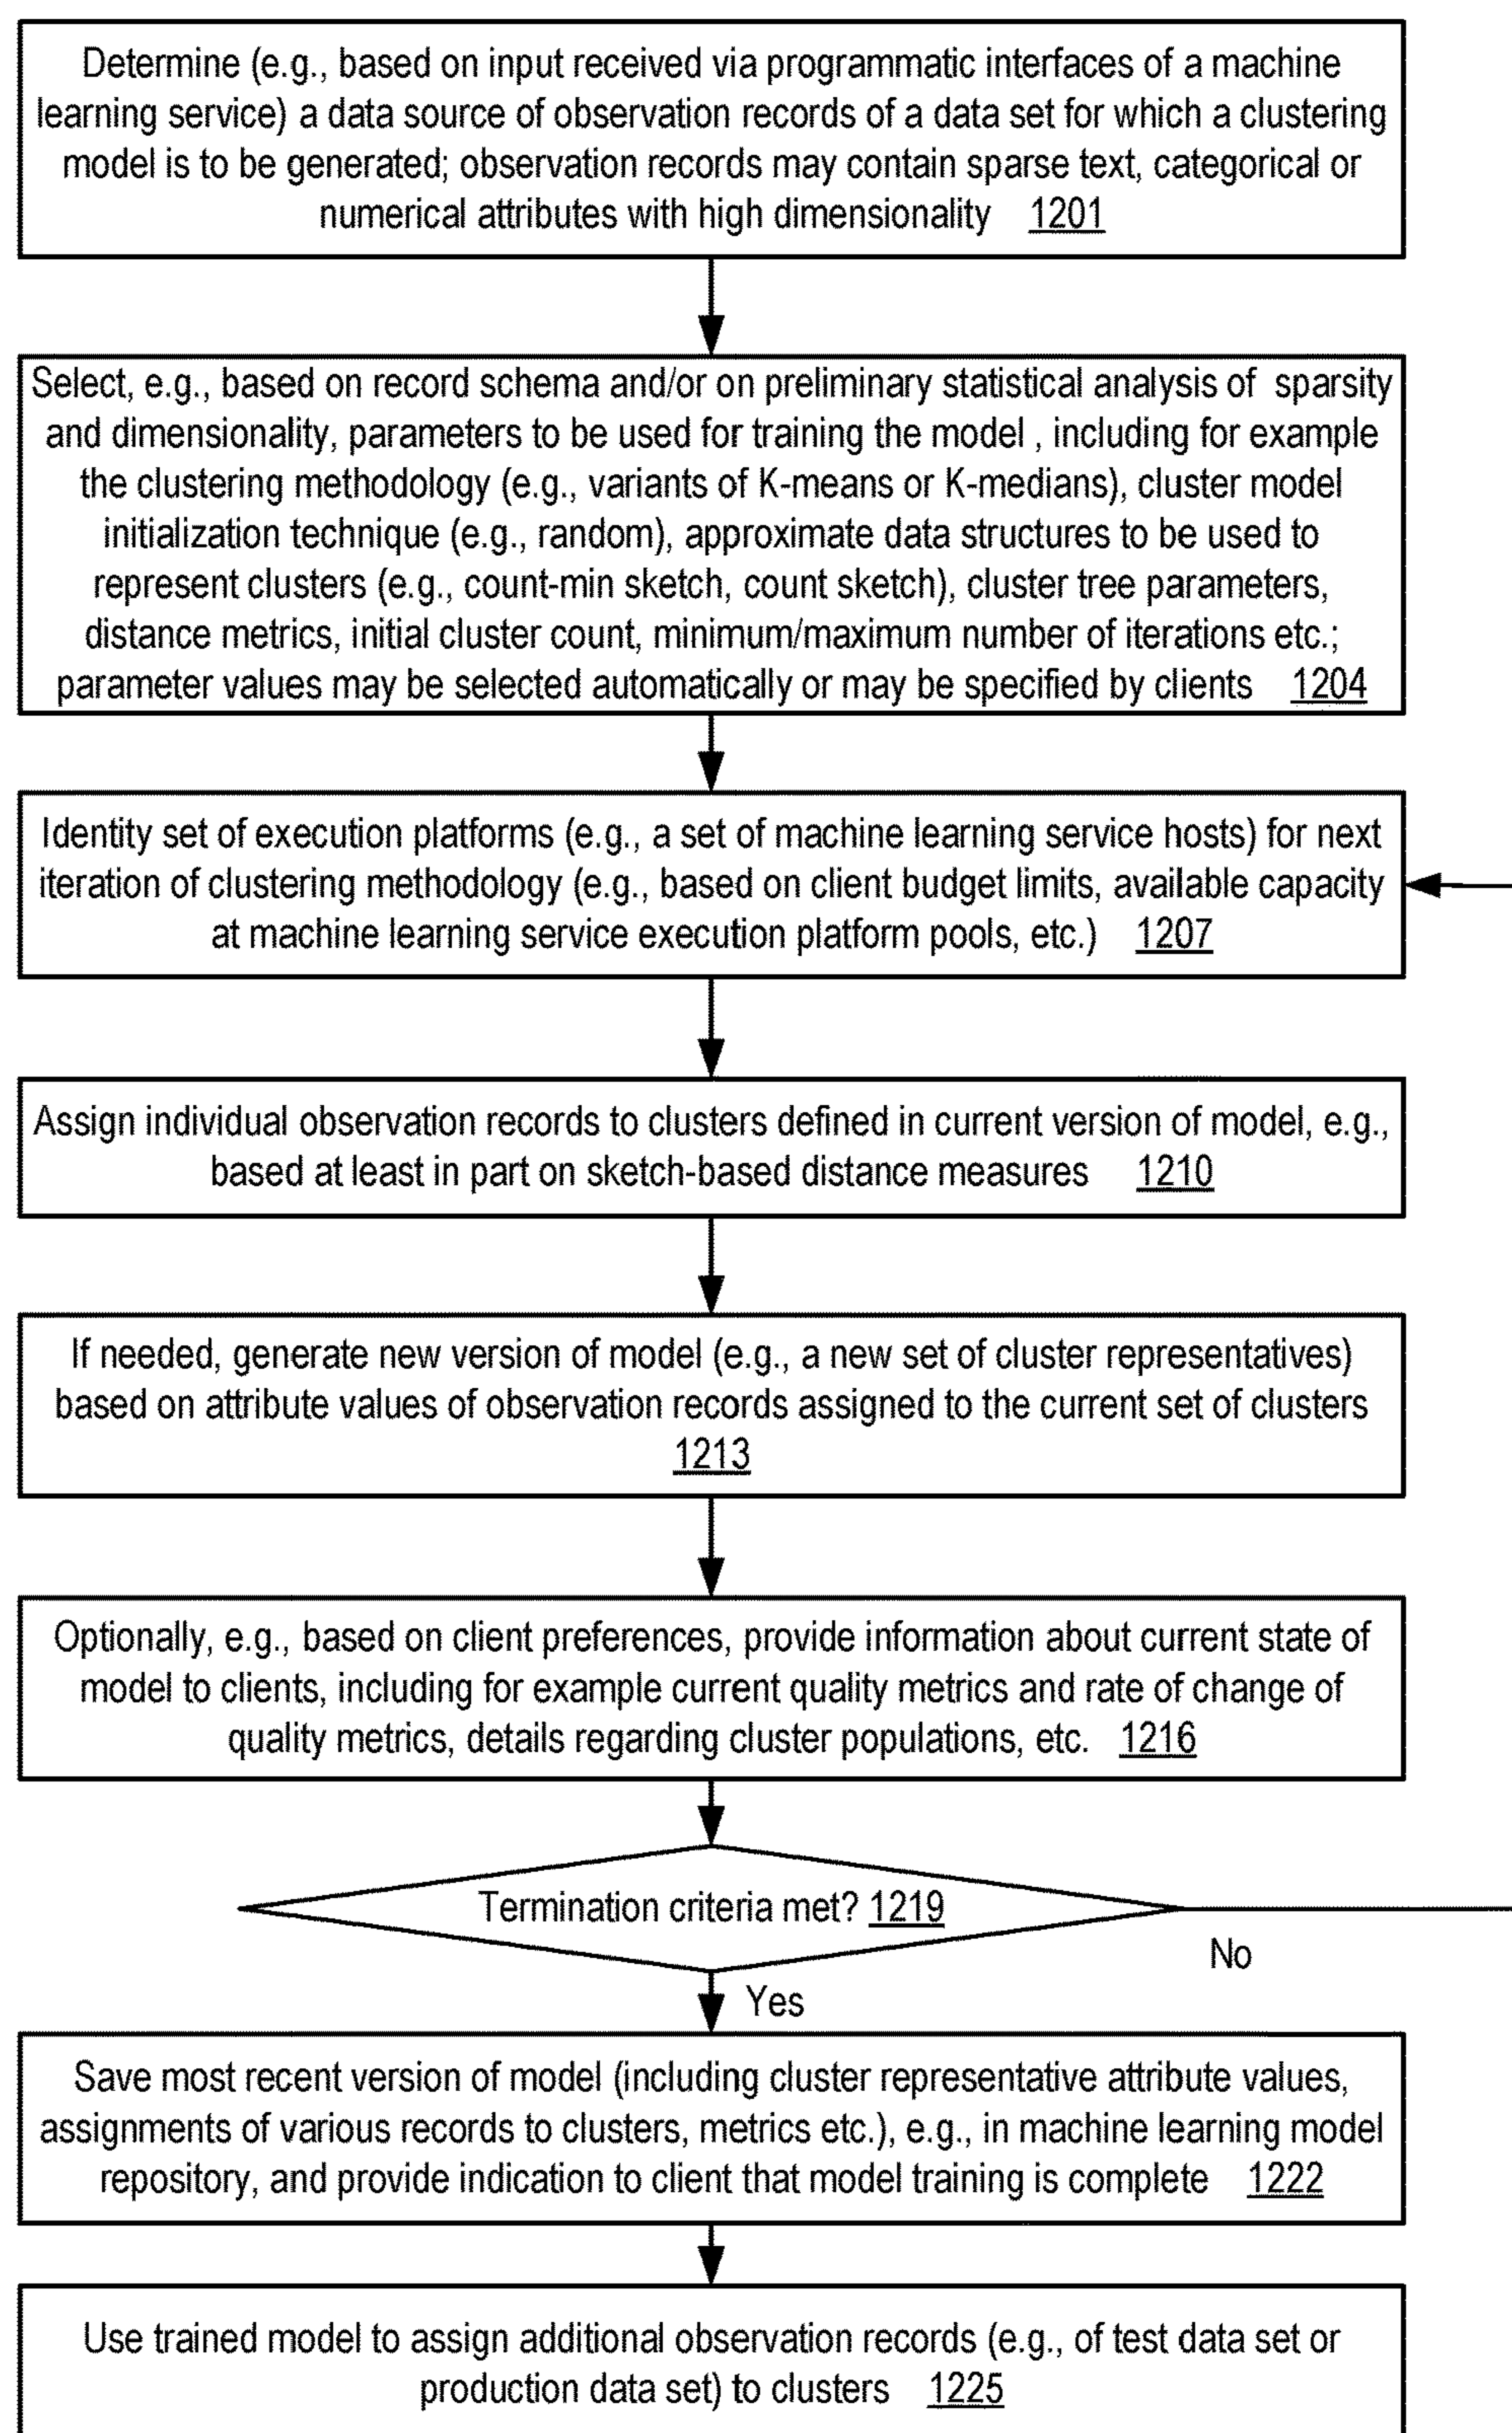 Determine (e.g., based on input received via programmatic interfaces of a machine
learning service) a data source of observation records of a data set for which a clustering
model is to be generated; observation records may contain sparse text, categorical or
numerical attributes with high dimensionality 1201
Select, e.g., based on record schema and/or on preliminary statistical analysis of sparsity
and dimensionality, parameters to be used for training the model , including for example
the clustering methodology (e.g., variants of K-means or K-medians), cluster model
initialization technique (e.g., random), approximate data structures to be used to
represent clusters (e.g., count-min sketch, count sketch), cluster tree parameters,
distance metrics, initial cluster count, minimum/maximum number of iterations etc.;
parameter values may be selected automatically or may be specified by clients 1204
Identity set of execution platforms (e.g., a set of machine learning service hosts) for next
iteration of clustering methodology (e.g., based on client budget limits, available capacity
at machine learning service execution platform pools, etc.) 1207
Assign individual observation records to clusters defined in current version of model, e.g.,
based at least in part on sketch-based distance measures 1210
If needed, generate new version of model (e.g., a new set of cluster representatives)
based on attribute values of observation records assigned to the current set of clusters
1213
Optionally, e.g., based on client preferences, provide information about current state of
model to clients, including for example current quality metrics and rate of change of
quality metrics, details regarding cluster populations, etc. 1216
Termination criteria met? 1219
No
Yes
Save most recent version of model (including cluster representative attribute values,
assignments of various records to clusters, metrics etc.), e.g., in machine learning model
repository, and provide indication to client that model training is complete 1222
Use trained model to assign additional observation records (e.g., of test data set or
production data set) to clusters 1225